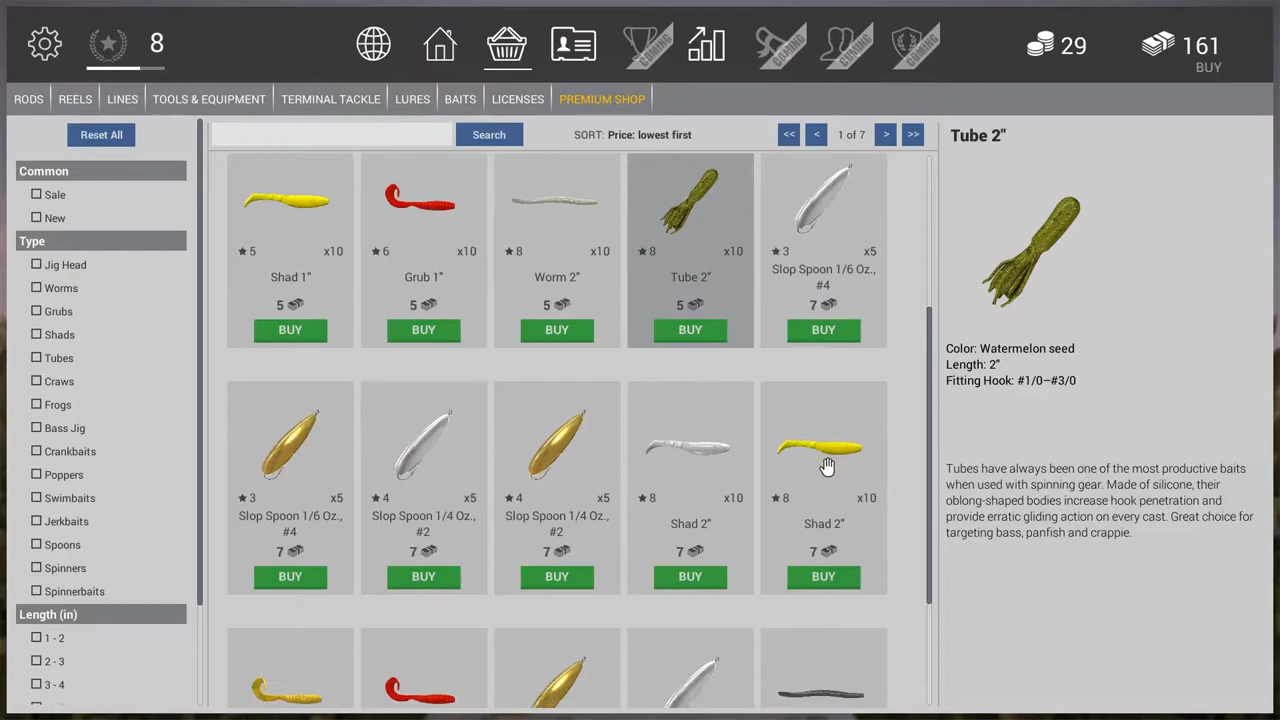 8
COMING
COMING
COMING
COMING
29
161
BUY
RODS
REELS
LINES
TOOLS & EQUIPMENT
TERMINAL TACKLE
LURES
BAITS
LICENSES
PREMIUM SHOP
Reset All
Search
SORT: Price: lowest first
<<
<
1 of 7
>
>>
Common
Sale
New
Type
Jig Head
Worms
Grubs
Shads
Tubes
Craws
Frogs
Bass Jig
Crankbaits
Poppers
Swimbaits
Jerkbaits
Spoons
Spinners
Spinnerbaits
Length (in)
1 - 2
2 - 3
3 - 4
★5 x10
Shad 1"
5
BUY
★6 x10
Grub 1"
5
BUY
★8 x10
Worm 2"
5
BUY
★8 x10
Tube 2"
5
BUY
★3 x5
Slop Spoon 1/6 Oz.,
#4
7
BUY
★3 x5
Slop Spoon 1/6 Oz.,
#4
7
BUY
★4 x5
Slop Spoon 1/4 Oz.,
#2
7
BUY
★4 x5
Slop Spoon 1/4 Oz.,
#2
7
BUY
★8 x10
Shad 2"
7
BUY
★8 x10
Shad 2"
7
BUY
Tube 2"
Color: Watermelon seed
Length: 2"
Fitting Hook: #1/0–#3/0
Tubes have always been one of the most productive baits
when used with spinning gear. Made of silicone, their
oblong-shaped bodies increase hook penetration and
provide erratic gliding action on every cast. Great choice for
targeting bass, panfish and crappie.